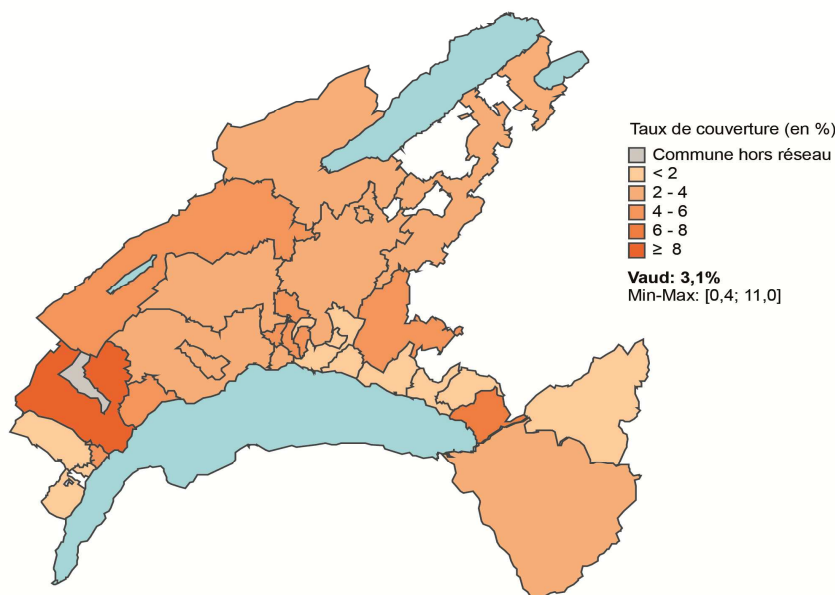 Taux de couverture (en %)
Commune hors réseau
< 2
2 - 4
4 - 6
6 - 8
≥ 8
Vaud: 3,1%
Min-Max: [0,4; 11,0]